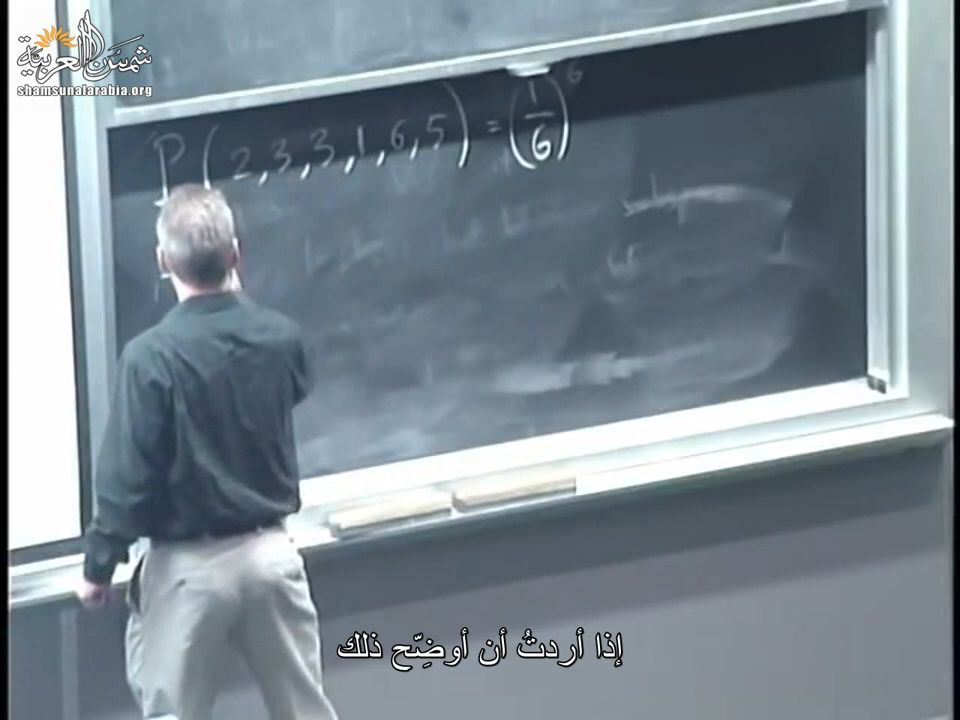 شمس العربية
shamsunalarabia.org
P(2,3,3,1,6,5) = (1/6)^6
إذا أردتُ أن أوضِّح ذلك